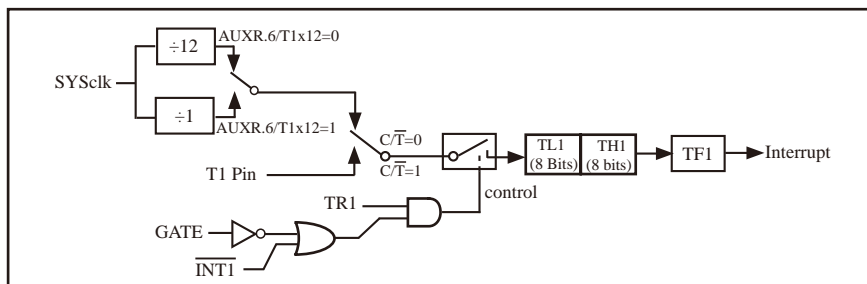 ÷12
AUXR.6/T1x12=0
SYSclk
÷1
AUXR.6/T1x12=1
C/T̅=0
C/T̅=1
T1 Pin
TL1
(8 Bits)
TH1
(8 bits)
TF1
Interrupt
control
TR1
GATE
I̅N̅T̅1̅